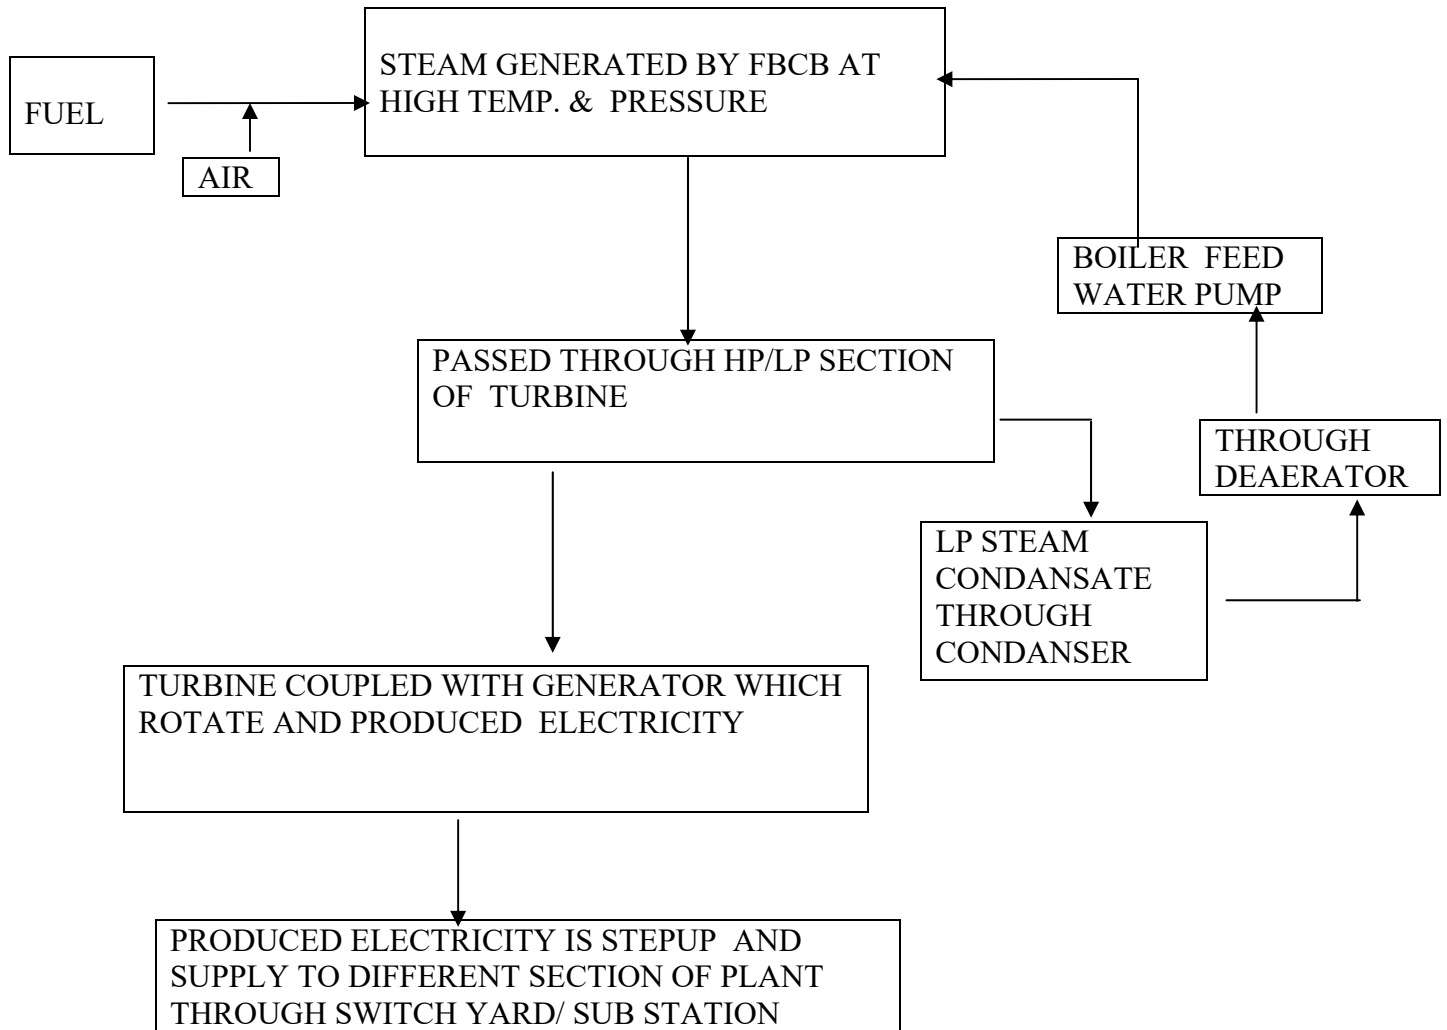 STEAM GENERATED BY FBCB AT
HIGH TEMP. & PRESSURE
FUEL
AIR
BOILER FEED
WATER PUMP
PASSED THROUGH HP/LP SECTION
OF TURBINE
THROUGH
DEAERATOR
LP STEAM
CONDANSATE
THROUGH
CONDANSER
TURBINE COUPLED WITH GENERATOR WHICH
ROTATE AND PRODUCED ELECTRICITY
PRODUCED ELECTRICITY IS STEPUP AND
SUPPLY TO DIFFERENT SECTION OF PLANT
THROUGH SWITCH YARD/ SUB STATION